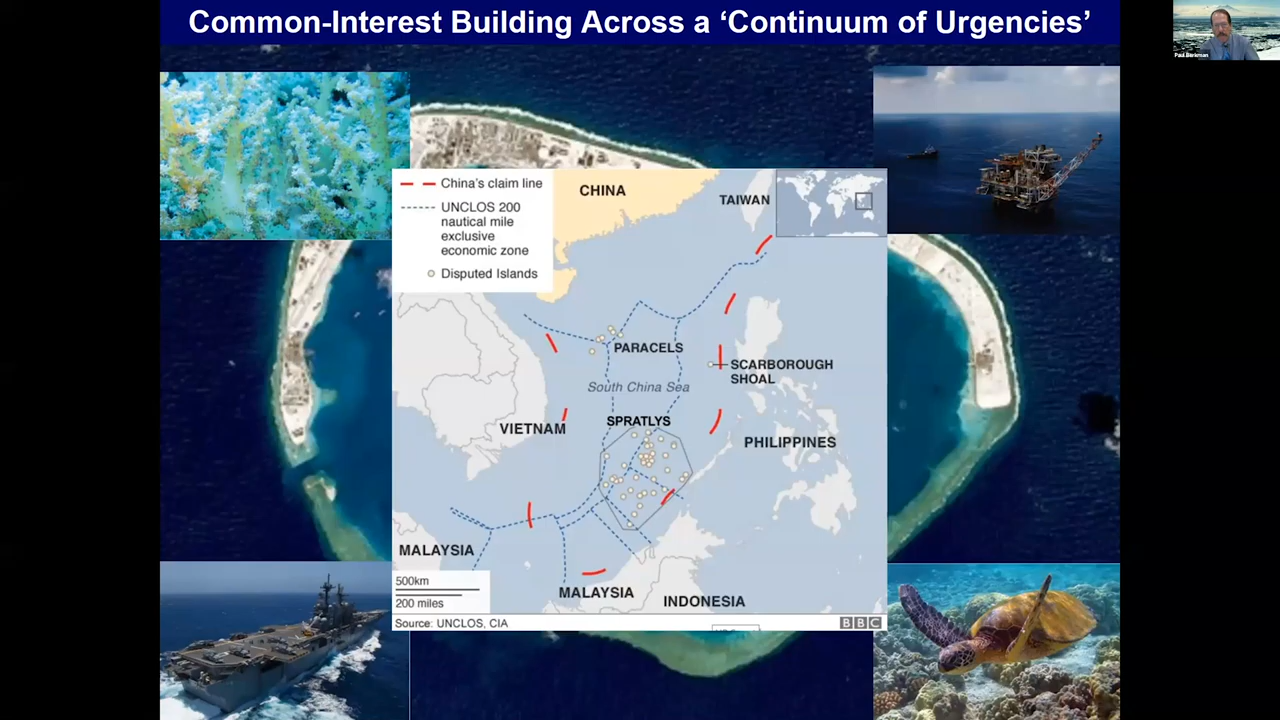 Common-Interest Building Across a ‘Continuum of Urgencies’
Paul Berkman
China's claim line
UNCLOS 200
nautical mile
exclusive
economic zone
Disputed Islands
CHINA
TAIWAN
PARACELS
SCARBOROUGH
SHOAL
South China Sea
SPRATLYS
VIETNAM
PHILIPPINES
MALAYSIA
500km
200 miles
MALAYSIA
INDONESIA
Source: UNCLOS, CIA
BBC